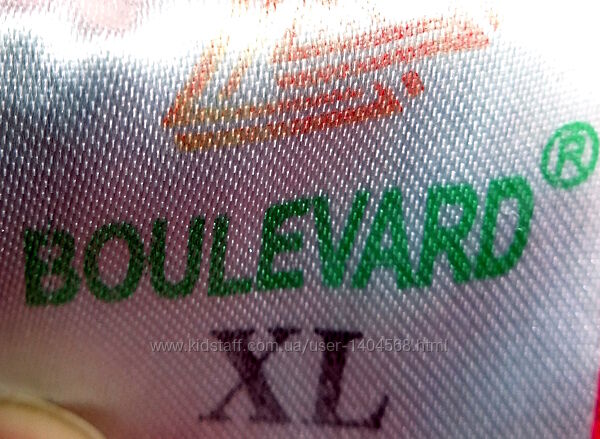 BOULEVARD ®
www.kidstaff.com.ua/user-1404568.html
XL